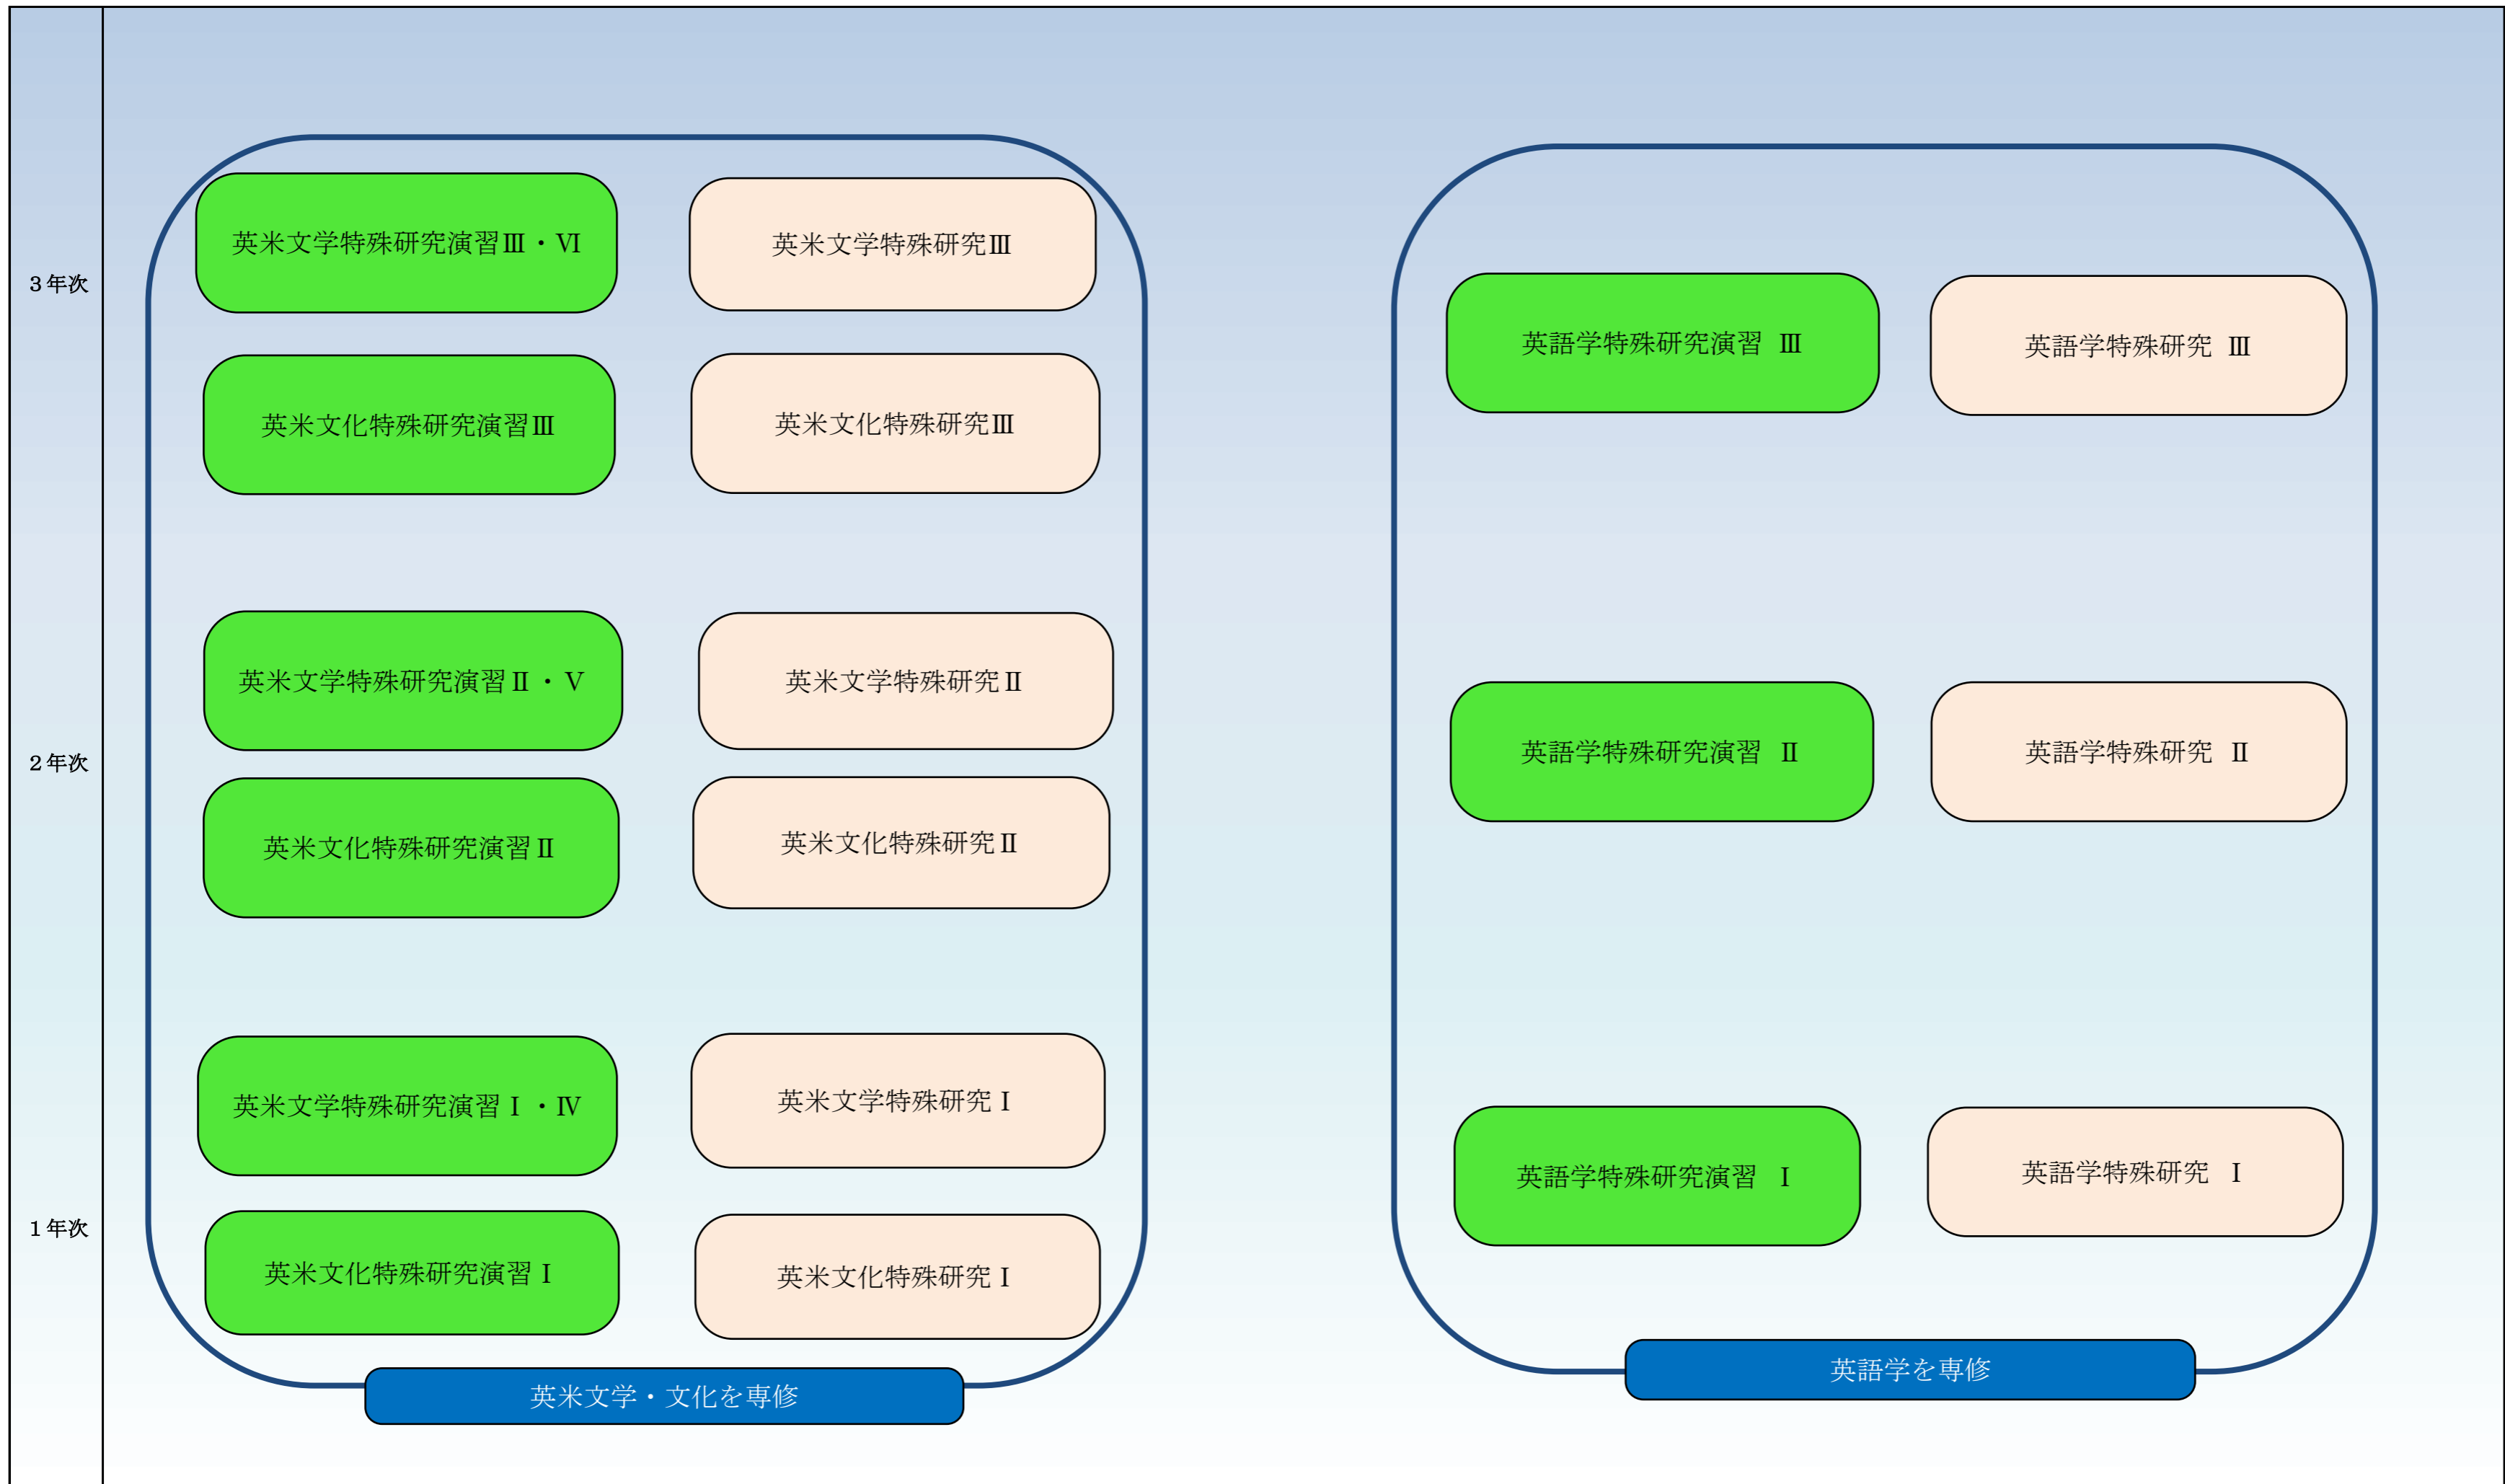 3年次
英米文学特殊研究演習Ⅲ・Ⅵ
英米文学特殊研究Ⅲ
英米文化特殊研究演習Ⅲ
英米文化特殊研究Ⅲ
英語学特殊研究演習 Ⅲ
英語学特殊研究 Ⅲ
2年次
英米文学特殊研究演習Ⅱ・Ⅴ
英米文学特殊研究Ⅱ
英米文化特殊研究演習Ⅱ
英米文化特殊研究Ⅱ
英語学特殊研究演習 Ⅱ
英語学特殊研究 Ⅱ
1年次
英米文学特殊研究演習Ⅰ・Ⅳ
英米文学特殊研究Ⅰ
英米文化特殊研究演習Ⅰ
英米文化特殊研究Ⅰ
英語学特殊研究演習 Ⅰ
英語学特殊研究 Ⅰ
英米文学・文化を専修
英語学を専修